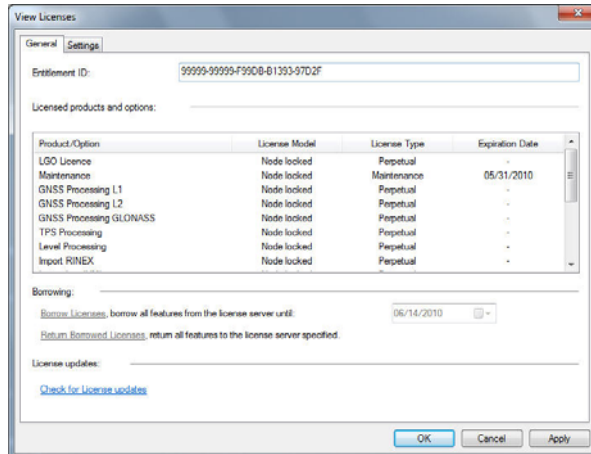 View Licenses
General Settings
Entitlement ID: 99999-99999-F99DB-B1393-97D2F
Licensed products and options:
Product/Option License Model License Type Expiration Date
LGO Licence Node locked Perpetual -
Maintenance Node locked Maintenance 05/31/2010
GNSS Processing L1 Node locked Perpetual -
GNSS Processing L2 Node locked Perpetual -
GNSS Processing GLONASS Node locked Perpetual -
TPS Processing Node locked Perpetual -
Level Processing Node locked Perpetual -
Import RINEX Node locked Perpetual -
Borrowing:
Borrow Licenses, borrow all features from the license server until: 06/14/2010
Return Borrowed Licenses, return all features to the license server specified.
License updates:
Check for License updates
OK Cancel Apply